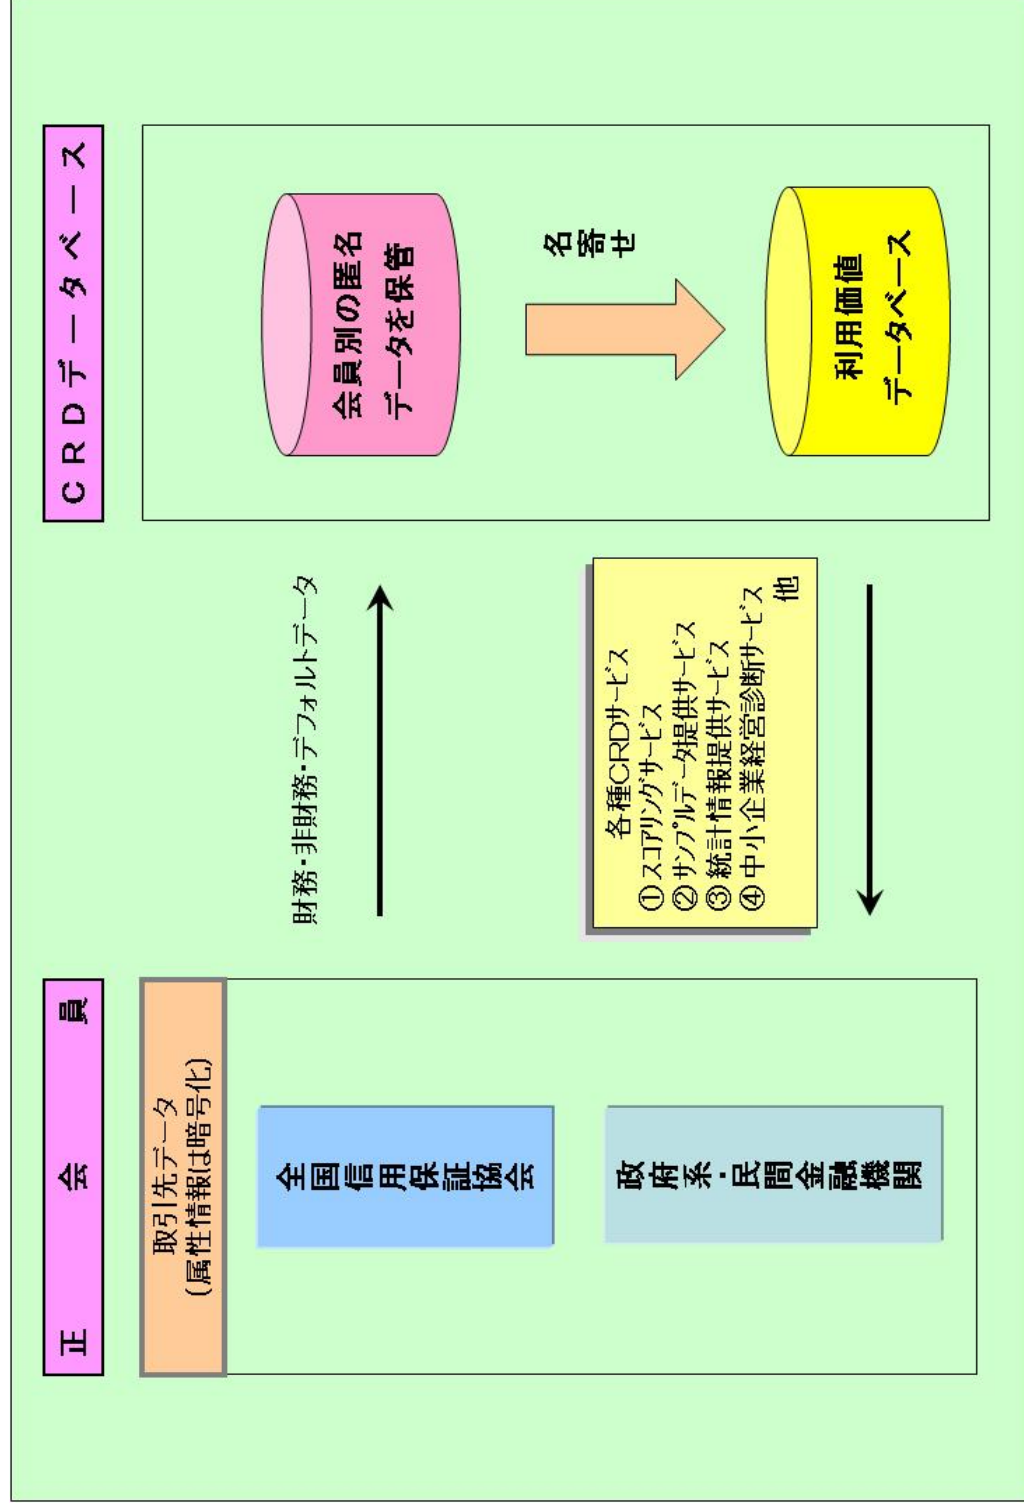 正 会 員
取引先データ
(属性情報は暗号化)
全国信用保証協会
政府系・民間金融機関
財務・非財務・デフォルトデータ
各種CRDサービス
①スコアリングサービス
②サンプルデータ提供サービス
③統計情報提供サービス
④中小企業経営診断サービス
他
CRDデータベース
会員別の匿名
データを保管
名寄せ
利用価値
データベース